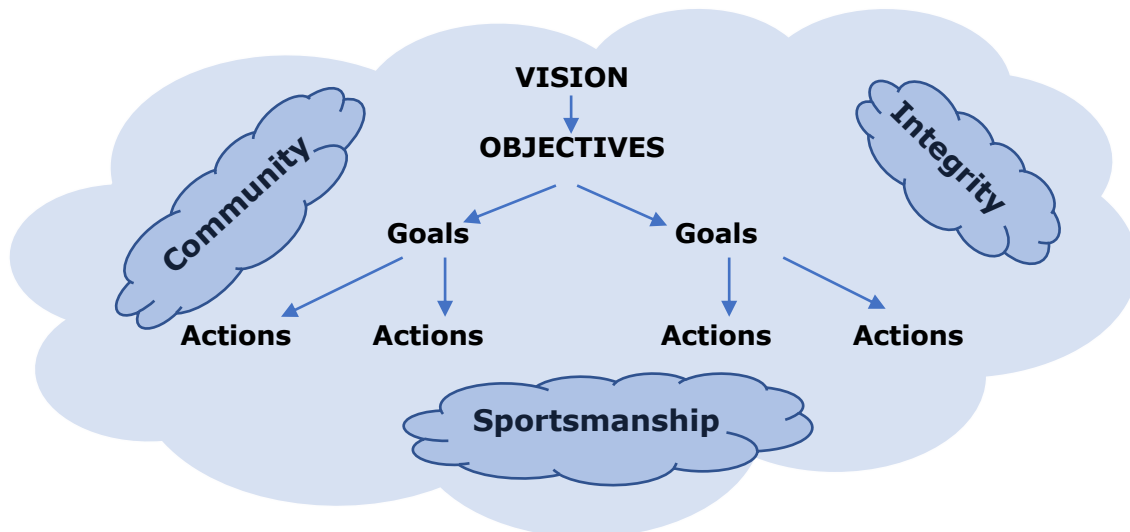 VISION
OBJECTIVES
Community
Integrity
Goals
Goals
Actions
Actions
Actions
Actions
Sportsmanship